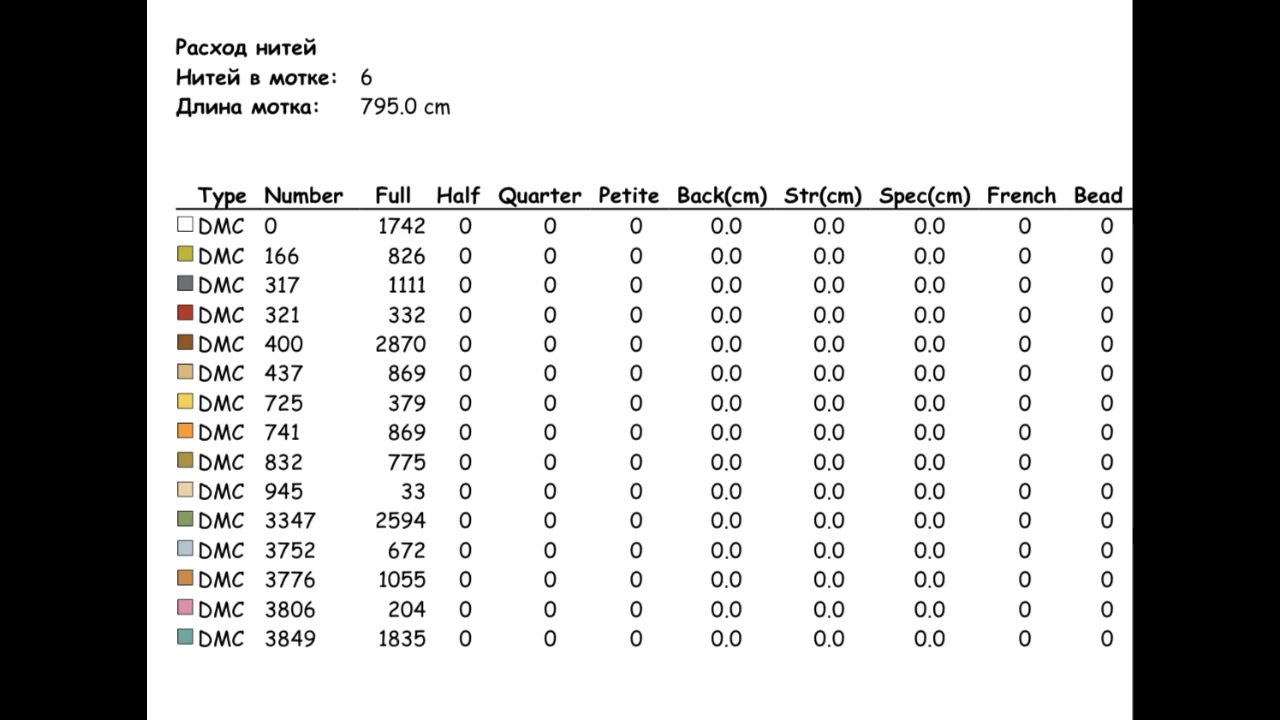 Расход нитей
Нитей в мотке: 6
Длина мотка: 795.0 cm
Type Number Full Half Quarter Petite Back(cm) Str(cm) Spec(cm) French Bead
DMC 0 1742 0 0 0 0.0 0.0 0.0 0 0
DMC 166 826 0 0 0 0.0 0.0 0.0 0 0
DMC 317 1111 0 0 0 0.0 0.0 0.0 0 0
DMC 321 332 0 0 0 0.0 0.0 0.0 0 0
DMC 400 2870 0 0 0 0.0 0.0 0.0 0 0
DMC 437 869 0 0 0 0.0 0.0 0.0 0 0
DMC 725 379 0 0 0 0.0 0.0 0.0 0 0
DMC 741 869 0 0 0 0.0 0.0 0.0 0 0
DMC 832 775 0 0 0 0.0 0.0 0.0 0 0
DMC 945 33 0 0 0 0.0 0.0 0.0 0 0
DMC 3347 2594 0 0 0 0.0 0.0 0.0 0 0
DMC 3752 672 0 0 0 0.0 0.0 0.0 0 0
DMC 3776 1055 0 0 0 0.0 0.0 0.0 0 0
DMC 3806 204 0 0 0 0.0 0.0 0.0 0 0
DMC 3849 1835 0 0 0 0.0 0.0 0.0 0 0